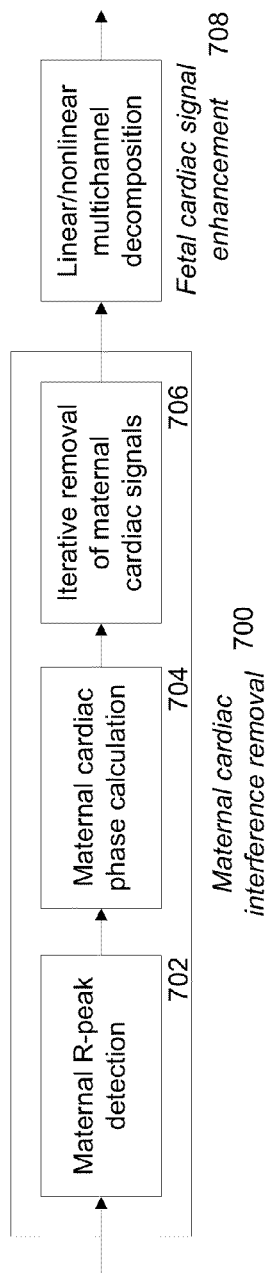 Maternal R-peak
detection
702
Maternal cardiac
phase calculation
704
Iterative removal
of maternal
cardiac signals
706
Maternal cardiac
interference removal
700
Linear/nonlinear
multichannel
decomposition
Fetal cardiac signal
enhancement
708